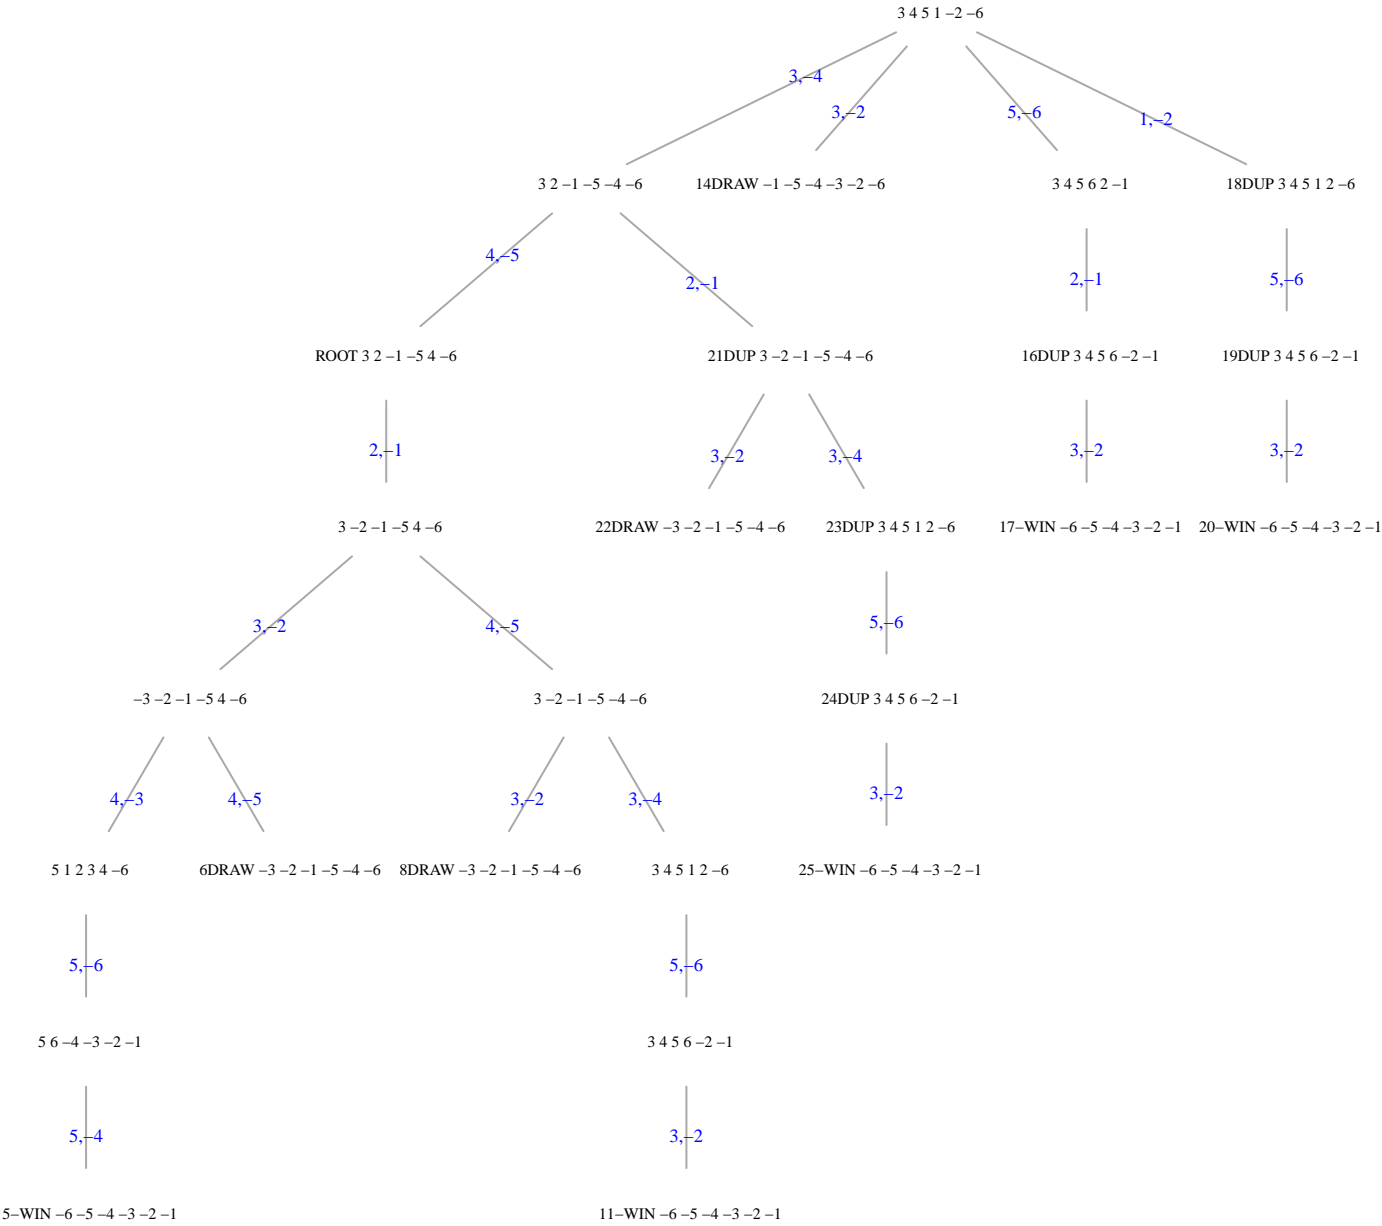 3 4 5 1 –2 –6
3,–4
3,–2
5,–6
1,–2
3 2 –1 –5 –4 –6
14DRAW –1 –5 –4 –3 –2 –6
3 4 5 6 2 –1
18DUP 3 4 5 1 2 –6
4,–5
2,–1
2,–1
5,–6
ROOT 3 2 –1 –5 4 –6
21DUP 3 –2 –1 –5 –4 –6
16DUP 3 4 5 6 –2 –1
19DUP 3 4 5 6 –2 –1
2,–1
3,–2
3,–4
3,–2
3,–2
3 –2 –1 –5 4 –6
22DRAW –3 –2 –1 –5 –4 –6
23DUP 3 4 5 1 2 –6
17–WIN –6 –5 –4 –3 –2 –1
20–WIN –6 –5 –4 –3 –2 –1
3,–2
4,–5
5,–6
–3 –2 –1 –5 4 –6
3 –2 –1 –5 –4 –6
24DUP 3 4 5 6 –2 –1
4,–3
4,–5
3,–2
3,–4
3,–2
5 1 2 3 4 –6
6DRAW –3 –2 –1 –5 –4 –6
8DRAW –3 –2 –1 –5 –4 –6
3 4 5 1 2 –6
25–WIN –6 –5 –4 –3 –2 –1
5,–6
5,–6
5 6 –4 –3 –2 –1
3 4 5 6 –2 –1
5,–4
3,–2
5–WIN –6 –5 –4 –3 –2 –1
11–WIN –6 –5 –4 –3 –2 –1